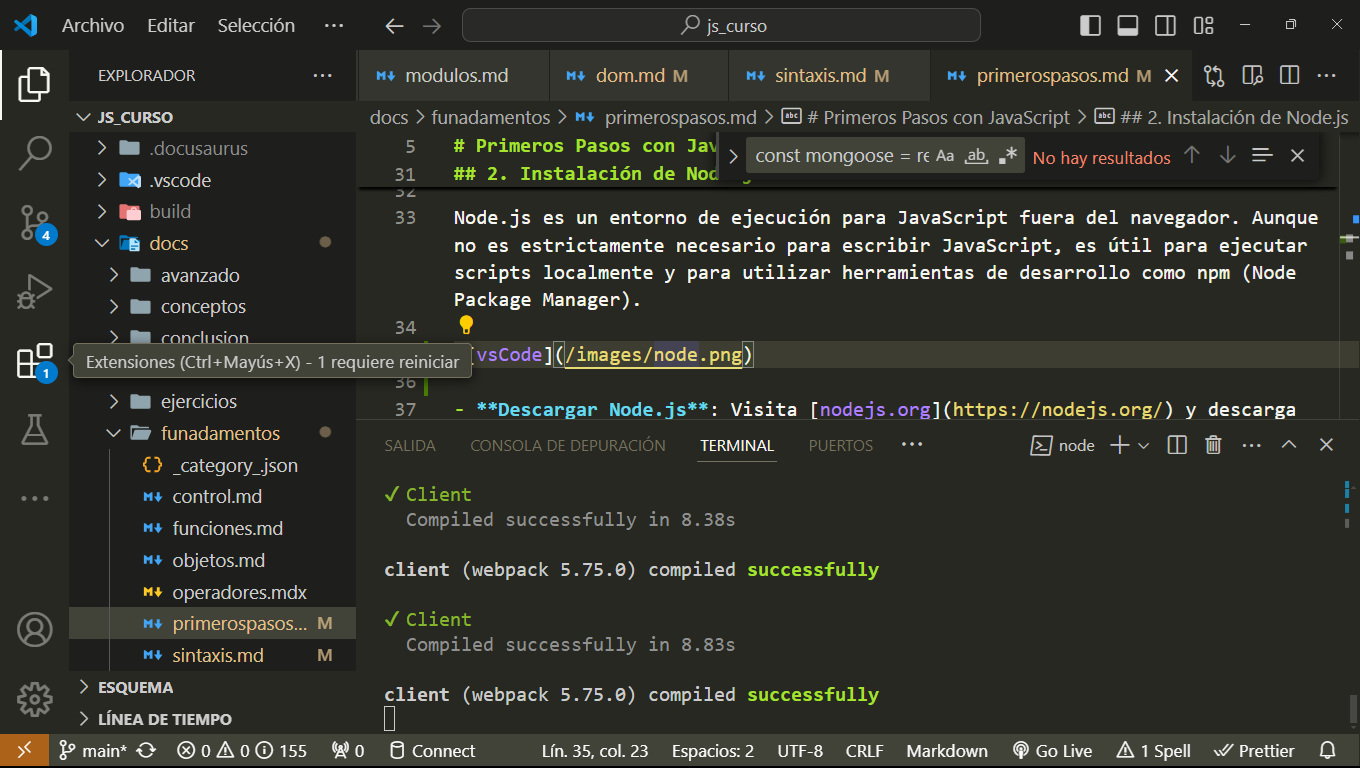 Archivo Editar Selección ···
js_curso
EXPLORADOR ···
JS_CURSO
.docusaurus
.vscode
build
docs
avanzado
conceptos
conclusion
Extensiones (Ctrl+Mayús+X) - 1 requiere reiniciar
ejercicios
funadamentos
_category_.json
control.md
funciones.md
objetos.md
operadores.mdx
primerospasos... M
sintaxis.md M
ESQUEMA
LÍNEA DE TIEMPO
4
1
modulos.md dom.md M sintaxis.md M primerospasos.md M
docs > funadamentos > primerospasos.md > # Primeros Pasos con JavaScript > ## 2. Instalación de Node.js
const mongoose = re Aa ab .* No hay resultados
5 # Primeros Pasos con Jav
31 ## 2. Instalación de Nod
32
33 Node.js es un entorno de ejecución para JavaScript fuera del navegador. Aunque
no es estrictamente necesario para escribir JavaScript, es útil para ejecutar
scripts localmente y para utilizar herramientas de desarrollo como npm (Node
Package Manager).
34
vsCode](/images/node.png)
36
37 - **Descargar Node.js**: Visita [nodejs.org](https://nodejs.org/) y descarga
SALIDA CONSOLA DE DEPURACIÓN TERMINAL PUERTOS ··· node
✓ Client
Compiled successfully in 8.38s
client (webpack 5.75.0) compiled successfully
✓ Client
Compiled successfully in 8.83s
client (webpack 5.75.0) compiled successfully
main* 0 0 155 0 Connect Lín. 35, col. 23 Espacios: 2 UTF-8 CRLF Markdown Go Live 1 Spell Prettier